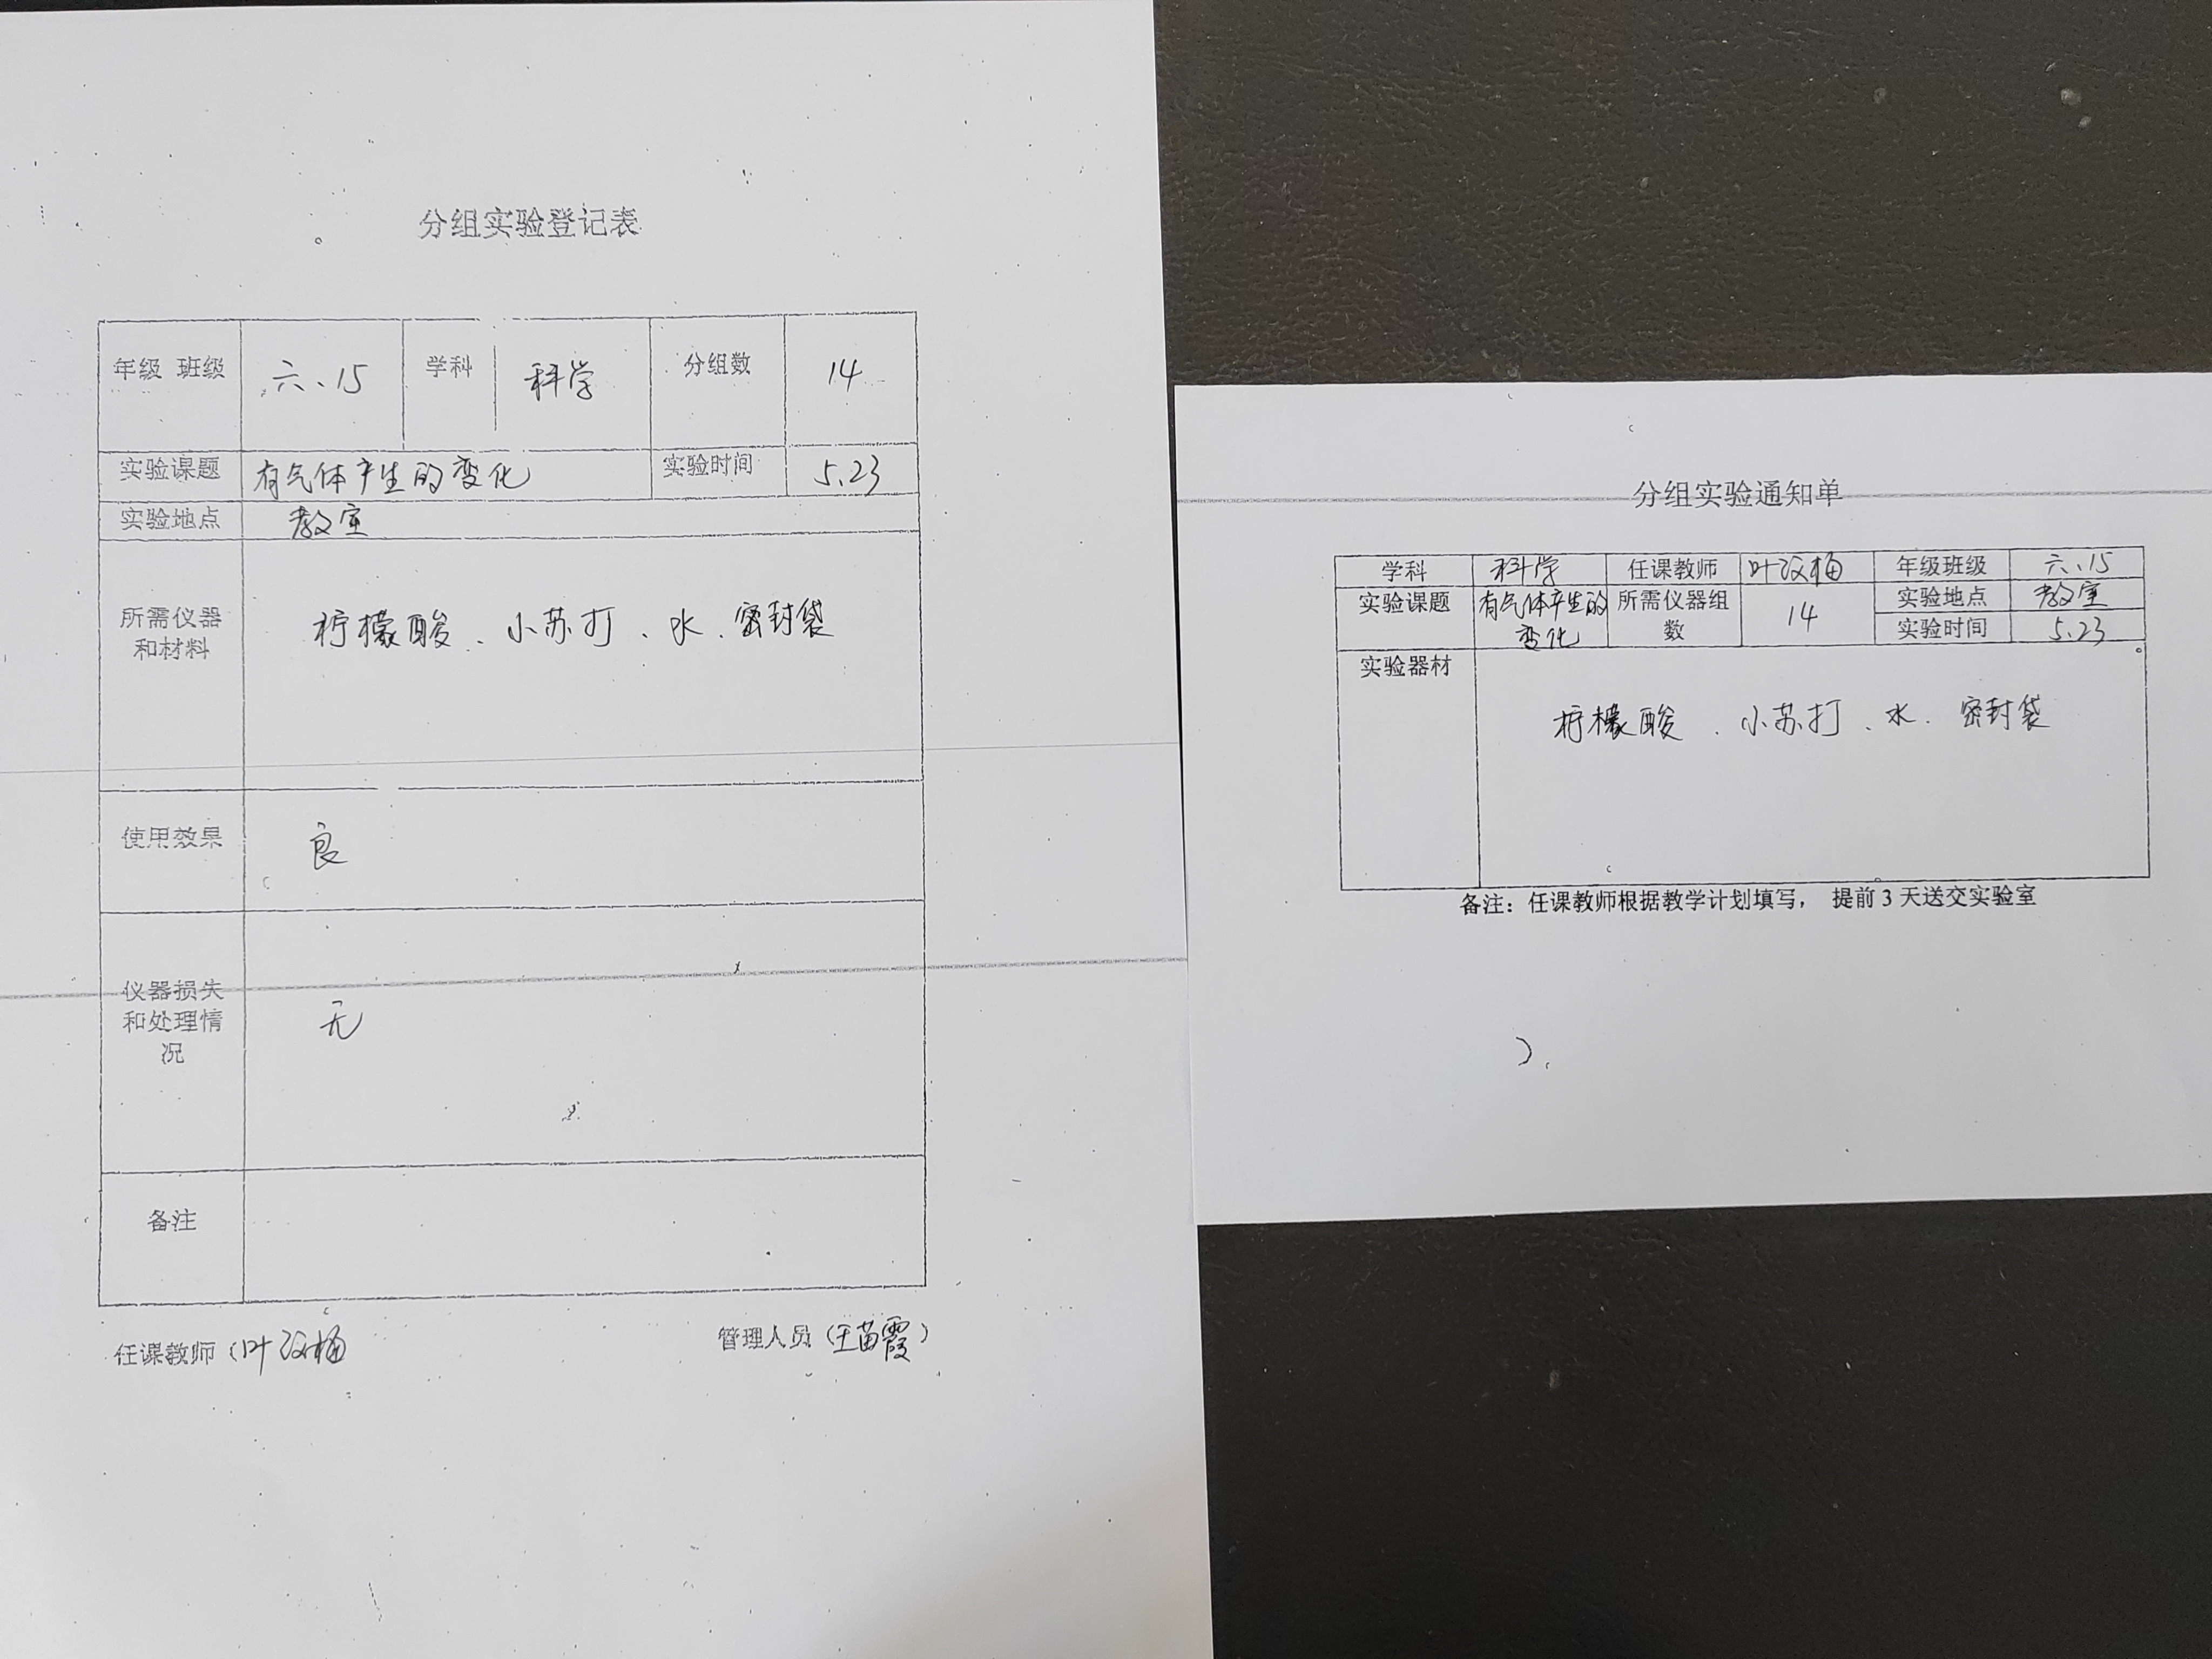 分组实验登记表
年级 班级 六、15 学科 科学 分组数 14
实验课题 有气体产生的变化 实验时间 5.23
实验地点 教室
所需仪器
和材料
柠檬酸、小苏打、水、密封袋
使用效果 良
仪器损失
和处理情
况
无
备注
任课教师（叶 管理人员（王苗霞）
分组实验通知单
学科 科学 任课教师 叶 年级班级 六、15
实验课题 有气体产生的 所需仪器组 实验地点 教室
变化 数 14 实验时间 5.23
实验器材
柠檬酸、小苏打、水、密封袋
备注：任课教师根据教学计划填写， 提前3天送交实验室